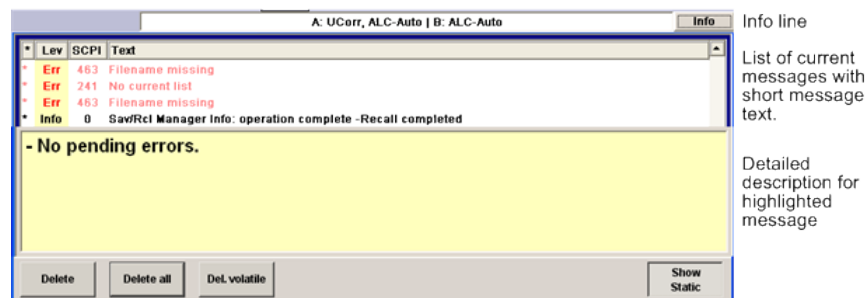 A: UCorr, ALC-Auto | B: ALC-Auto
Info
Info line
* Lev SCPI Text
* Err 463 Filename missing
* Err 241 No current list
* Err 463 Filename missing
* Info 0 Sav/Rcl Manager Info: operation complete -Recall completed
List of current
messages with
short message
text.
- No pending errors.
Detailed
description for
highlighted
message
Delete
Delete all
Del. volatile
Show
Static